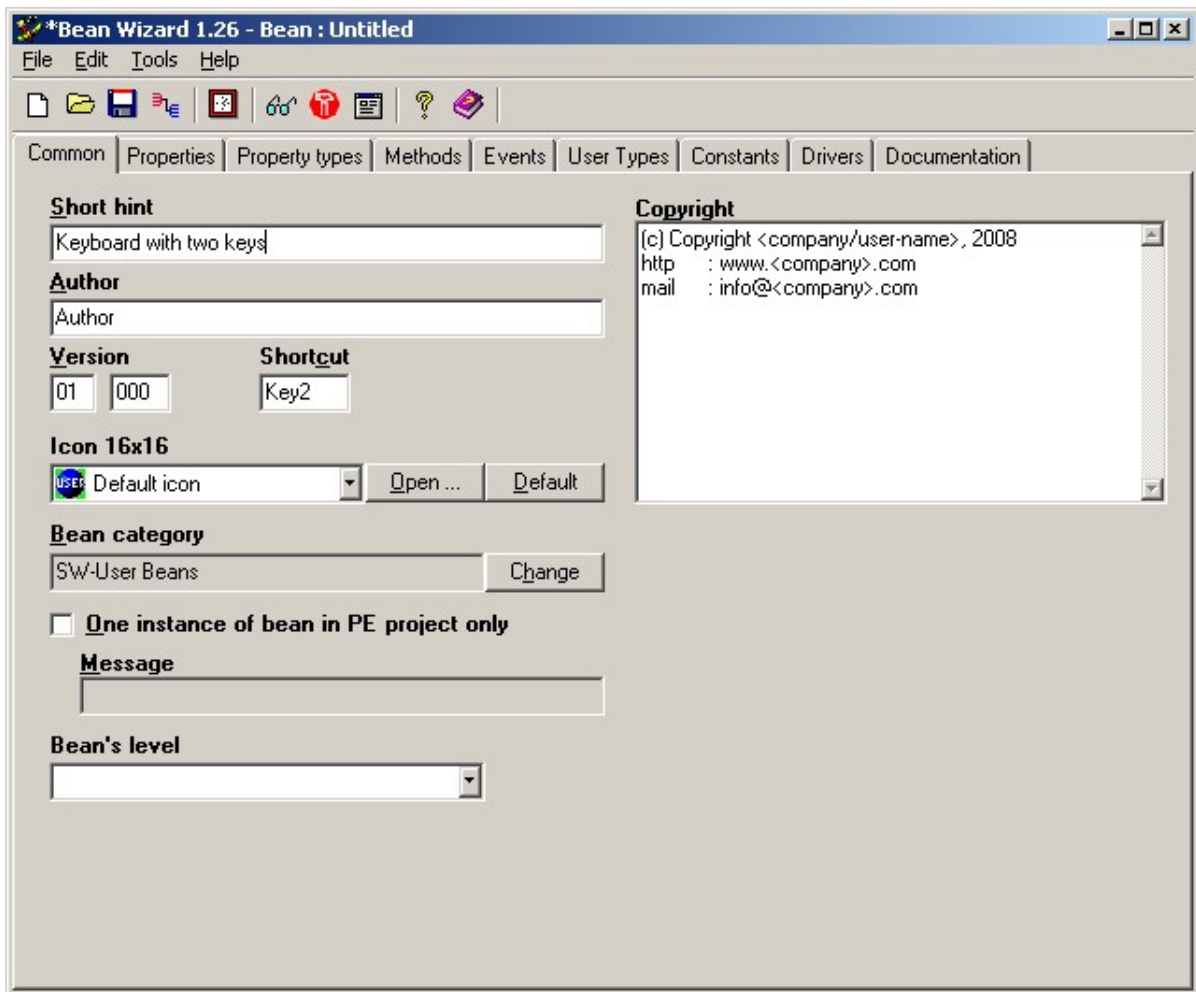 *Bean Wizard 1.26 - Bean : Untitled
File Edit Tools Help
Common Properties Property types Methods Events User Types Constants Drivers Documentation
Short hint
Keyboard with two keys
Author
Author
Version Shortcut
01 000 Key2
Icon 16x16
USER Default icon Open ... Default
Bean category
SW-User Beans Change
One instance of bean in PE project only
Message
Bean's level
Copyright
(c) Copyright <company/user-name>, 2008
http : www.<company>.com
mail : info@<company>.com